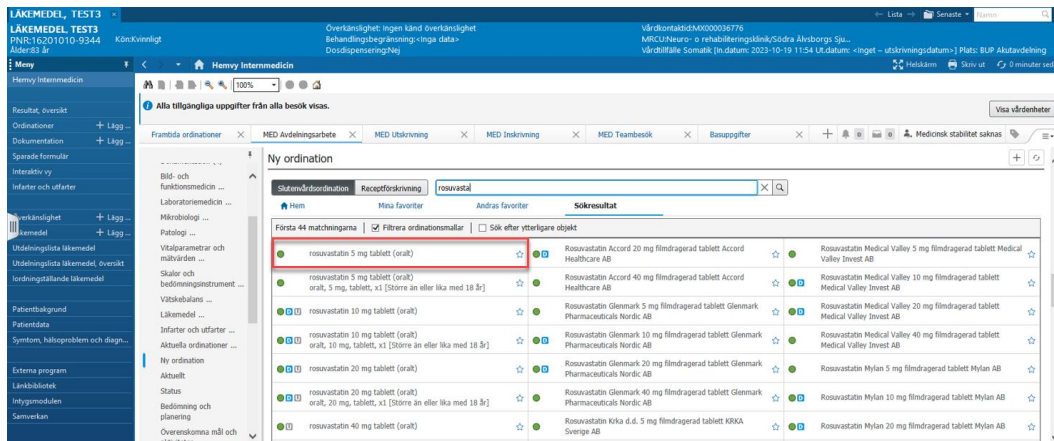 LÄKEMEDEL, TEST3
Lista
Senaste
Namn
LÄKEMEDEL, TEST3
PNR:16201010-9344
Kön:Kvinnligt
Ålder:83 år
Överkänslighet: Ingen känd överkänslighet
Behandlingsbegränsning:<Inga data>
Dosdispensering:Nej
Vårdkontaktid:MX000036776
MRCU:Neuro- o rehabiliteringsklinik/Södra Älvsborgs Sju...
Vårdtillfälle Somatik [In.datum: 2023-10-19 11:54 Ut.datum: <Inget – utskrivningsdatum>] Plats: BUP Akutavdelning
Meny
Hemvy Internmedicin
Helskärm
Skriv ut
0 minuter sed
Hemvy Internmedicin
Resultat, översikt
Ordinationer
+ Lägg ...
Dokumentation
+ Lägg ...
Sparade formulär
Interaktiv vy
Infarter och utfarter
+ Lägg ...
+ Lägg ...
Utdelningslista läkemedel
Utdelningslista läkemedel, översikt
Iordningställande läkemedel
Patientbakgrund
Patientdata
Symtom, hälsoproblem och diagn...
Externa program
Länkbibliotek
Intygsmodulen
Samverkan
100%
Alla tillgängliga uppgifter från alla besök visas.
Visa vårdenheter
Framtida ordinationer
MED Avdelningsarbete
MED Utskrivning
MED Inskrivning
MED Teambesök
Basuppgifter
0
0
Medicinsk stabilitet saknas
Bild- och
funktionsmedicin ...
Laboratoriemedicin ...
Mikrobiologi ...
Patologi ...
Vitalparametrar och
mätvärden ...
Skalor och
bedömningsinstrument ...
Vätskebalans ...
Läkemedel ...
Infarter och utfarter ...
Aktuella ordinationer ...
Ny ordination
Aktuellt
Status
Bedömning och
planering
Överenskomna mål och
Ny ordination
Slutenvårdsordination
Receptförskrivning
rosuvasta
Hem
Mina favoriter
Andras favoriter
Sökresultat
Första 44 matchningarna
Filtrera ordinationsmallar
Sök efter ytterligare objekt
rosuvastatin 5 mg tablett (oralt)
rosuvastatin 5 mg tablett (oralt)
oralt, 5 mg, tablett, x1 [Större än eller lika med 18 år]
rosuvastatin 10 mg tablett (oralt)
rosuvastatin 10 mg tablett (oralt)
oralt, 10 mg, tablett, x1 [Större än eller lika med 18 år]
rosuvastatin 20 mg tablett (oralt)
rosuvastatin 20 mg tablett (oralt)
oralt, 20 mg, tablett, x1 [Större än eller lika med 18 år]
rosuvastatin 40 mg tablett (oralt)
Rosuvastatin Accord 20 mg filmdragerad tablett Accord
Healthcare AB
Rosuvastatin Accord 40 mg filmdragerad tablett Accord
Healthcare AB
Rosuvastatin Glenmark 5 mg filmdragerad tablett Glenmark
Pharmaceuticals Nordic AB
Rosuvastatin Glenmark 10 mg filmdragerad tablett Glenmark
Pharmaceuticals Nordic AB
Rosuvastatin Glenmark 20 mg filmdragerad tablett Glenmark
Pharmaceuticals Nordic AB
Rosuvastatin Glenmark 40 mg filmdragerad tablett Glenmark
Pharmaceuticals Nordic AB
Rosuvastatin Krka d.d. 5 mg filmdragerad tablett KRKA
Sverige AB
Rosuvastatin Medical Valley 5 mg filmdragerad tablett Medical
Valley Invest AB
Rosuvastatin Medical Valley 10 mg filmdragerad tablett
Medical Valley Invest AB
Rosuvastatin Medical Valley 20 mg filmdragerad tablett
Medical Valley Invest AB
Rosuvastatin Medical Valley 40 mg filmdragerad tablett
Medical Valley Invest AB
Rosuvastatin Mylan 5 mg filmdragerad tablett Mylan AB
Rosuvastatin Mylan 10 mg filmdragerad tablett Mylan AB
Rosuvastatin Mylan 20 mg filmdragerad tablett Mylan AB